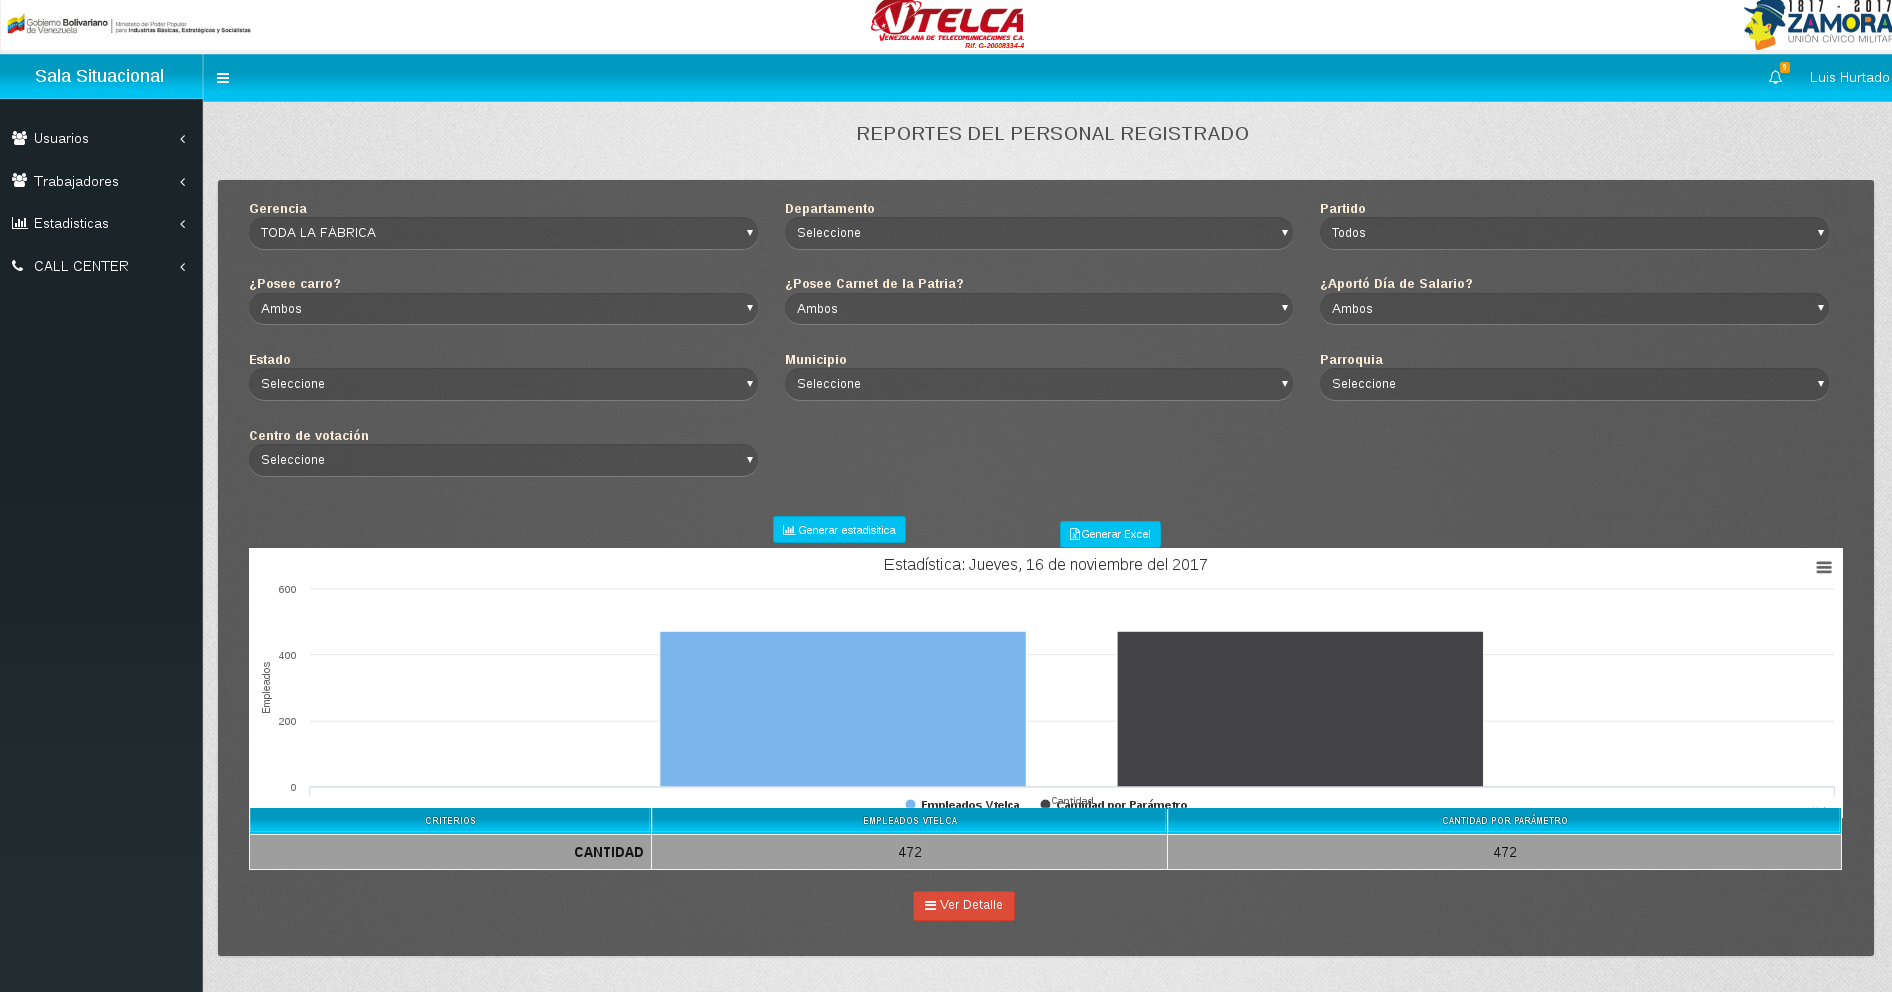 Gobierno Bolivariano de Venezuela
Ministerio del Poder Popular
para Industrias Básicas, Estratégicas y Socialistas
VTELCA
VENEZOLANA DE TELECOMUNICACIONES C.A.
Rif. G-20008334-4
1817 - 2017
ZAMORA
UNIÓN CÍVICO MILITAR
Sala Situacional
9
Luis Hurtado
Usuarios
Trabajadores
Estadisticas
CALL CENTER
REPORTES DEL PERSONAL REGISTRADO
Gerencia
Departamento
Partido
TODA LA FÁBRICA
Seleccione
Todos
¿Posee carro?
¿Posee Carnet de la Patria?
¿Aportó Día de Salario?
Ambos
Ambos
Ambos
Estado
Municipio
Parroquia
Seleccione
Seleccione
Seleccione
Centro de votación
Seleccione
Generar estadisitica
Generar Excel
Estadística: Jueves, 16 de noviembre del 2017
600
400
200
0
Empleados
Cantidad
Empleados Vtelca
Cantidad por Parámetro
CRITERIOS
EMPLEADOS VTELCA
CANTIDAD POR PARÁMETRO
CANTIDAD
472
472
Ver Detalle